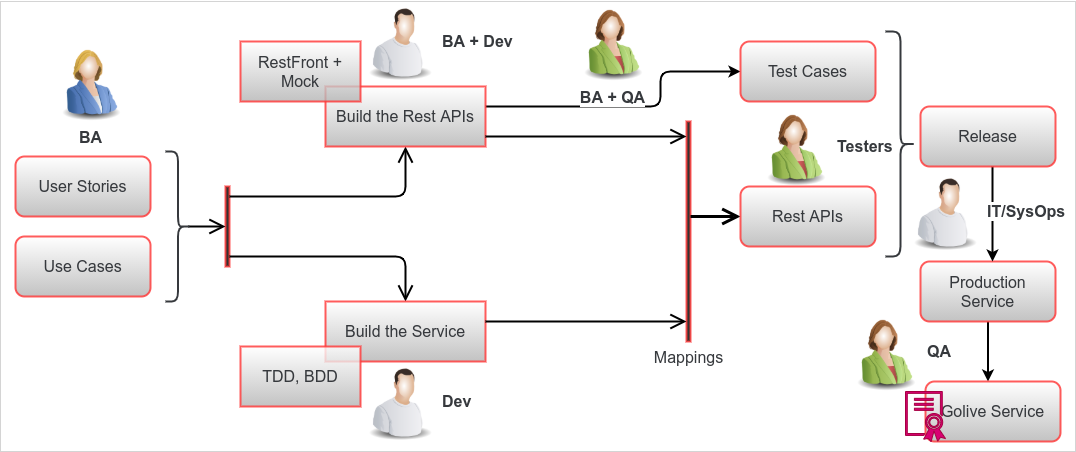 BA
User Stories
Use Cases
RestFront +
Mock
BA + Dev
Build the Rest APIs
BA + QA
Build the Service
TDD, BDD
Dev
Mappings
Test Cases
Testers
Rest APIs
Release
IT/SysOps
Production
Service
QA
Golive Service